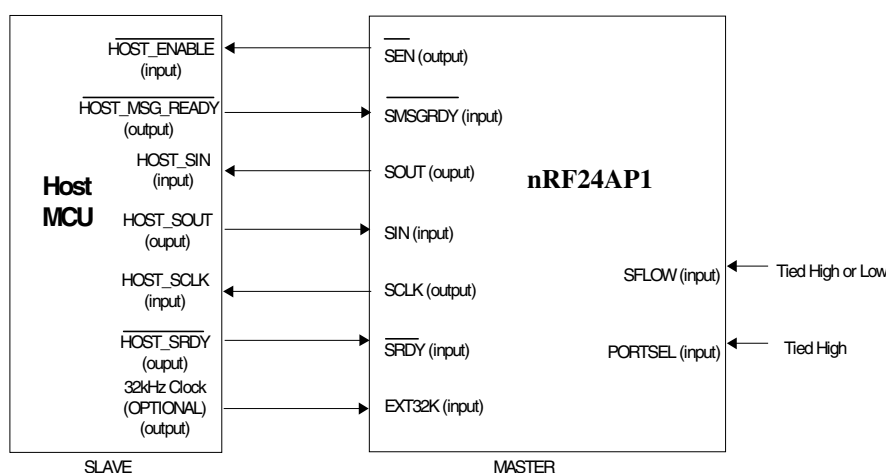 HOST_ENABLE
(input)
SEN (output)
HOST_MSG_READY
(output)
SMSGRDY (input)
HOST_SIN
(input)
SOUT (ouput)
Host
MCU
nRF24AP1
HOST_SOUT
(ouput)
SIN (input)
HOST_SCLK
(input)
SCLK (output)
SFLOW (input)
Tied High or Low
HOST_SRDY
(ouput)
SRDY (input)
PORTSEL (input)
Tied High
32kHz Clock
(OPTIONAL)
(output)
EXT32K (input)
SLAVE
MASTER